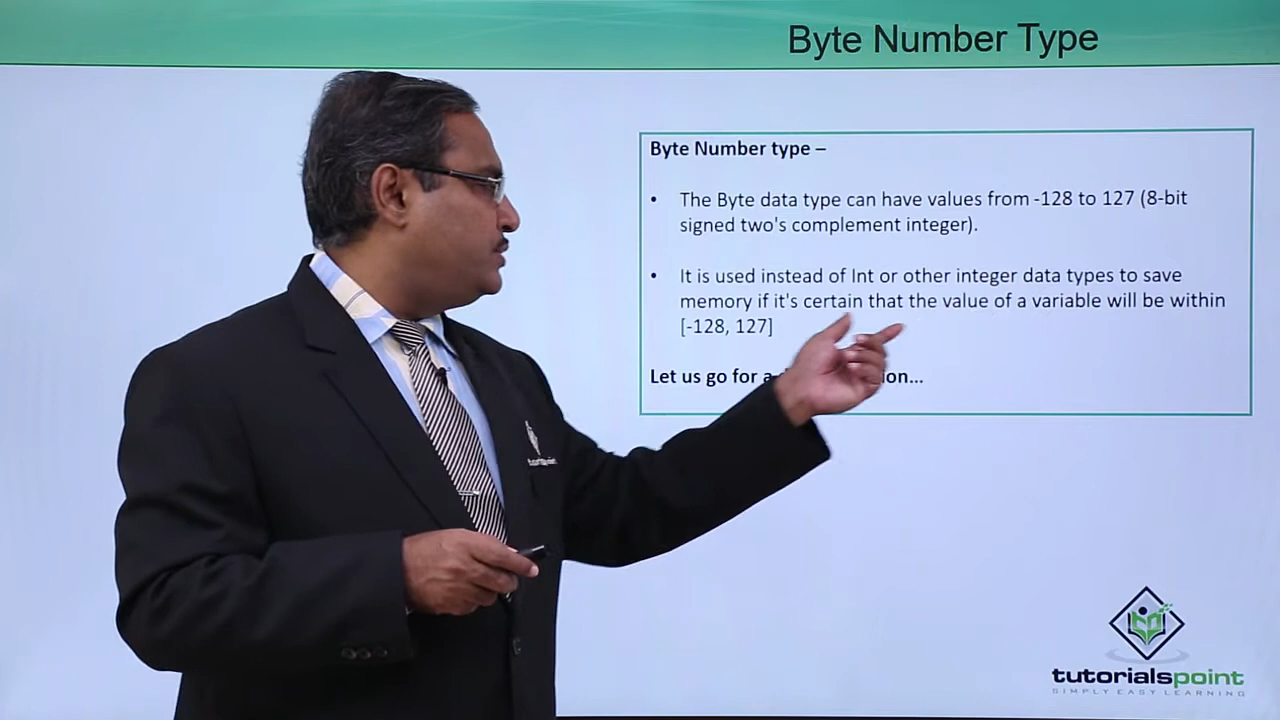 Byte Number Type
Byte Number type –
• The Byte data type can have values from -128 to 127 (8-bit
signed two's complement integer).
• It is used instead of Int or other integer data types to save
memory if it's certain that the value of a variable will be within
[-128, 127]
Let us go for a
tutorialspoint
SIMPLY EASY LEARNING